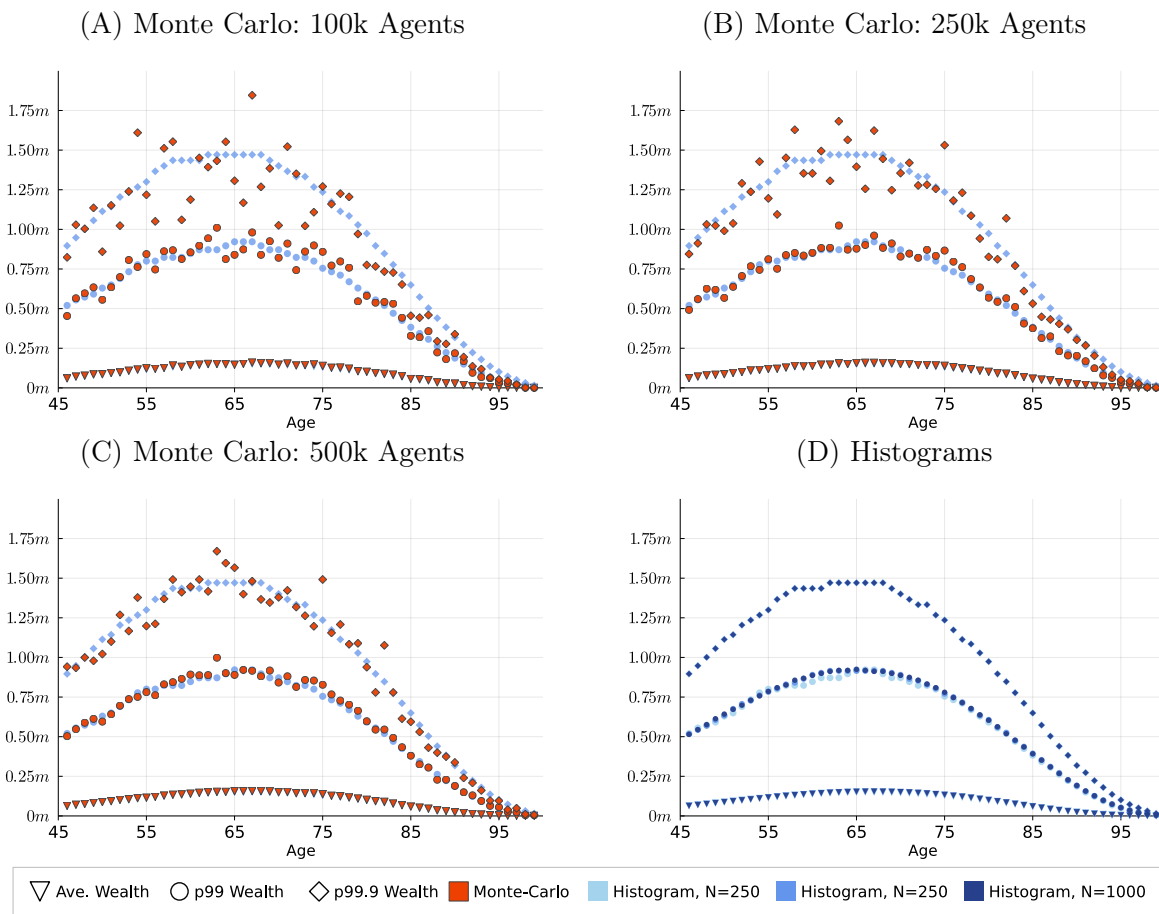 (A) Monte Carlo: 100k Agents
(B) Monte Carlo: 250k Agents
1.75m
1.50m
1.25m
1.00m
0.75m
0.50m
0.25m
0m
45 55 65 75 85 95
Age
1.75m
1.50m
1.25m
1.00m
0.75m
0.50m
0.25m
0m
45 55 65 75 85 95
Age
(C) Monte Carlo: 500k Agents
(D) Histograms
1.75m
1.50m
1.25m
1.00m
0.75m
0.50m
0.25m
0m
45 55 65 75 85 95
Age
1.75m
1.50m
1.25m
1.00m
0.75m
0.50m
0.25m
0m
45 55 65 75 85 95
Age
Ave. Wealth p99 Wealth p99.9 Wealth Monte-Carlo Histogram, N=250 Histogram, N=250 Histogram, N=1000